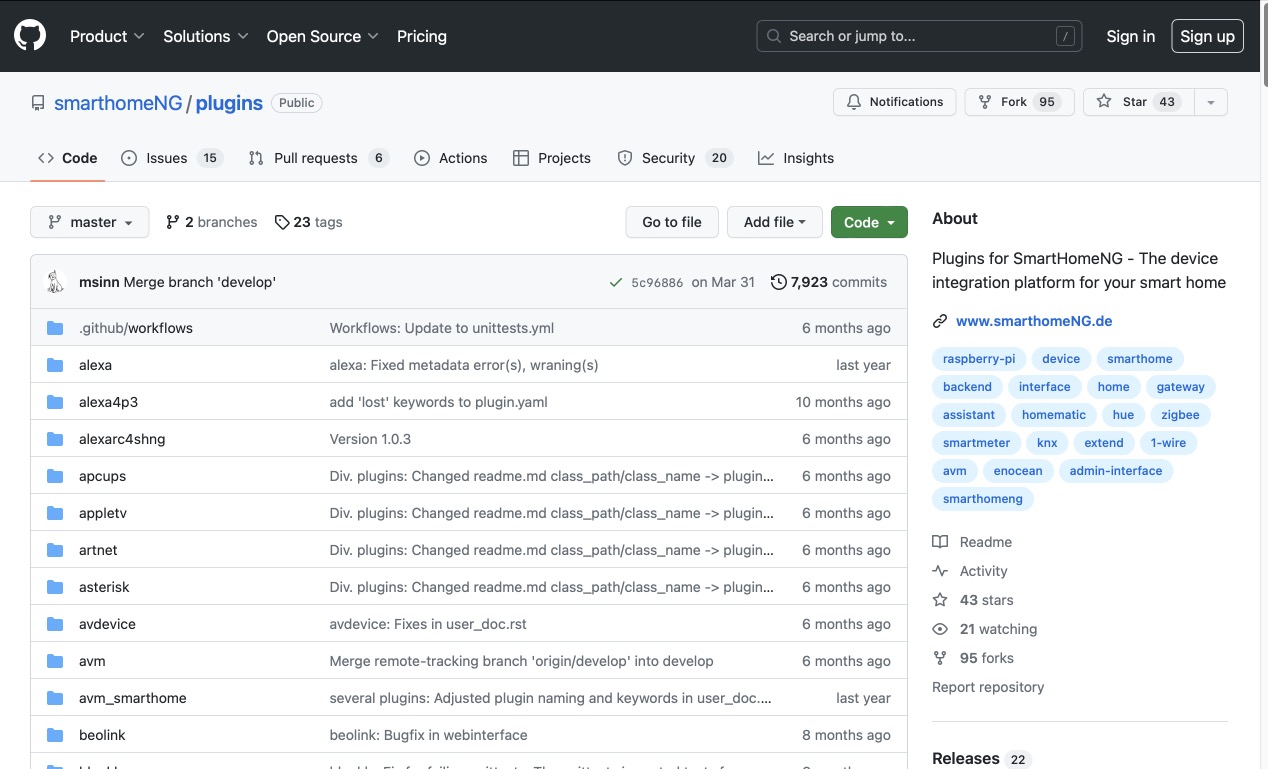 Product Solutions Open Source Pricing Search or jump to... / Sign in Sign up
smarthomeNG / plugins Public Notifications Fork 95 Star 43
Code Issues 15 Pull requests 6 Actions Projects Security 20 Insights
master 2 branches 23 tags Go to file Add file Code
msinn Merge branch 'develop' 5c96886 on Mar 31 7,923 commits
.github/workflows Workflows: Update to unittests.yml 6 months ago
alexa alexa: Fixed metadata error(s), wraning(s) last year
alexa4p3 add 'lost' keywords to plugin.yaml 10 months ago
alexarc4shng Version 1.0.3 6 months ago
apcups Div. plugins: Changed readme.md class_path/class_name -> plugin... 6 months ago
appletv Div. plugins: Changed readme.md class_path/class_name -> plugin... 6 months ago
artnet Div. plugins: Changed readme.md class_path/class_name -> plugin... 6 months ago
asterisk Div. plugins: Changed readme.md class_path/class_name -> plugin... 6 months ago
avdevice avdevice: Fixes in user_doc.rst 6 months ago
avm Merge remote-tracking branch 'origin/develop' into develop 6 months ago
avm_smarthome several plugins: Adjusted plugin naming and keywords in user_doc.... last year
beolink beolink: Bugfix in webinterface 8 months ago
About
Plugins for SmartHomeNG - The device
integration platform for your smart home
www.smarthomeNG.de
raspberry-pi device smarthome
backend interface home gateway
assistant homematic hue zigbee
smartmeter knx extend 1-wire
avm enocean admin-interface
smarthomeng
Readme
Activity
43 stars
21 watching
95 forks
Report repository
Releases 22